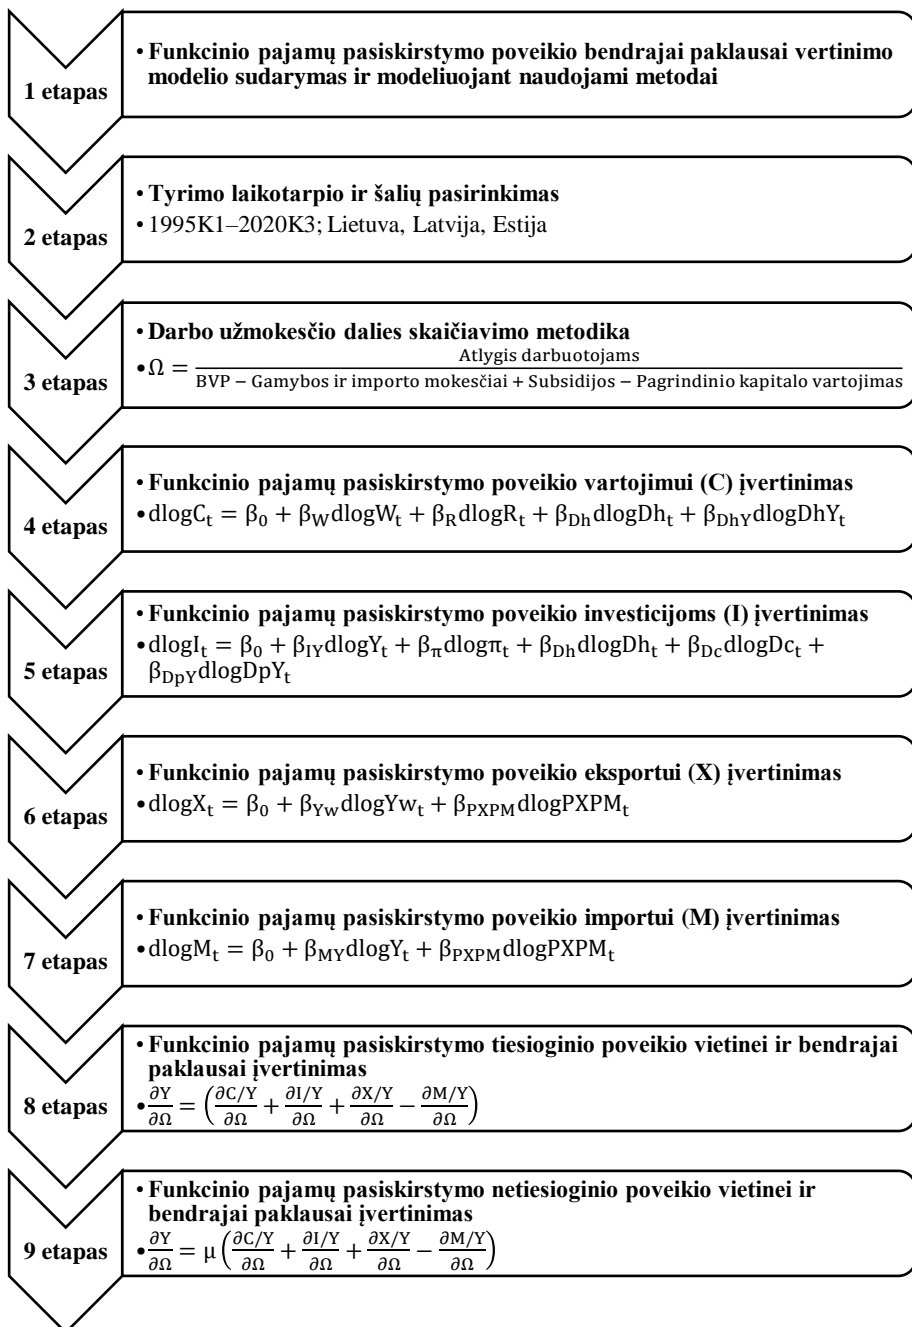 1 etapas
• Funkcinio pajamų pasiskirstymo poveikio bendrajai paklausai vertinimo
modelio sudarymas ir modeliuojant naudojami metodai
2 etapas
• Tyrimo laikotarpio ir šalių pasirinkimas
• 1995K1–2020K3; Lietuva, Latvija, Estija
3 etapas
• Darbo užmokesčio dalies skaičiavimo metodika
• Ω = Atlygis darbuotojams / BVP − Gamybos ir importo mokesčiai + Subsidijos − Pagrindinio kapitalo vartojimas
4 etapas
• Funkcinio pajamų pasiskirstymo poveikio vartojimui (C) įvertinimas
• dlogC_t = β_0 + β_W dlogW_t + β_R dlogR_t + β_Dh dlogDh_t + β_DhY dlogDhY_t
5 etapas
• Funkcinio pajamų pasiskirstymo poveikio investicijoms (I) įvertinimas
• dlogI_t = β_0 + β_IY dlogY_t + β_π dlogπ_t + β_Dh dlogDh_t + β_Dc dlogDc_t +
β_DpY dlogDpY_t
6 etapas
• Funkcinio pajamų pasiskirstymo poveikio eksportui (X) įvertinimas
• dlogX_t = β_0 + β_Yw dlogYw_t + β_PXPM dlogPXPM_t
7 etapas
• Funkcinio pajamų pasiskirstymo poveikio importui (M) įvertinimas
• dlogM_t = β_0 + β_MY dlogY_t + β_PXPM dlogPXPM_t
8 etapas
• Funkcinio pajamų pasiskirstymo tiesioginio poveikio vietinei ir bendrajai
paklausai įvertinimas
• ∂Y/∂Ω = (∂C/Y/∂Ω + ∂I/Y/∂Ω + ∂X/Y/∂Ω − ∂M/Y/∂Ω)
9 etapas
• Funkcinio pajamų pasiskirstymo netiesioginio poveikio vietinei ir
bendrajai paklausai įvertinimas
• ∂Y/∂Ω = μ (∂C/Y/∂Ω + ∂I/Y/∂Ω + ∂X/Y/∂Ω − ∂M/Y/∂Ω)